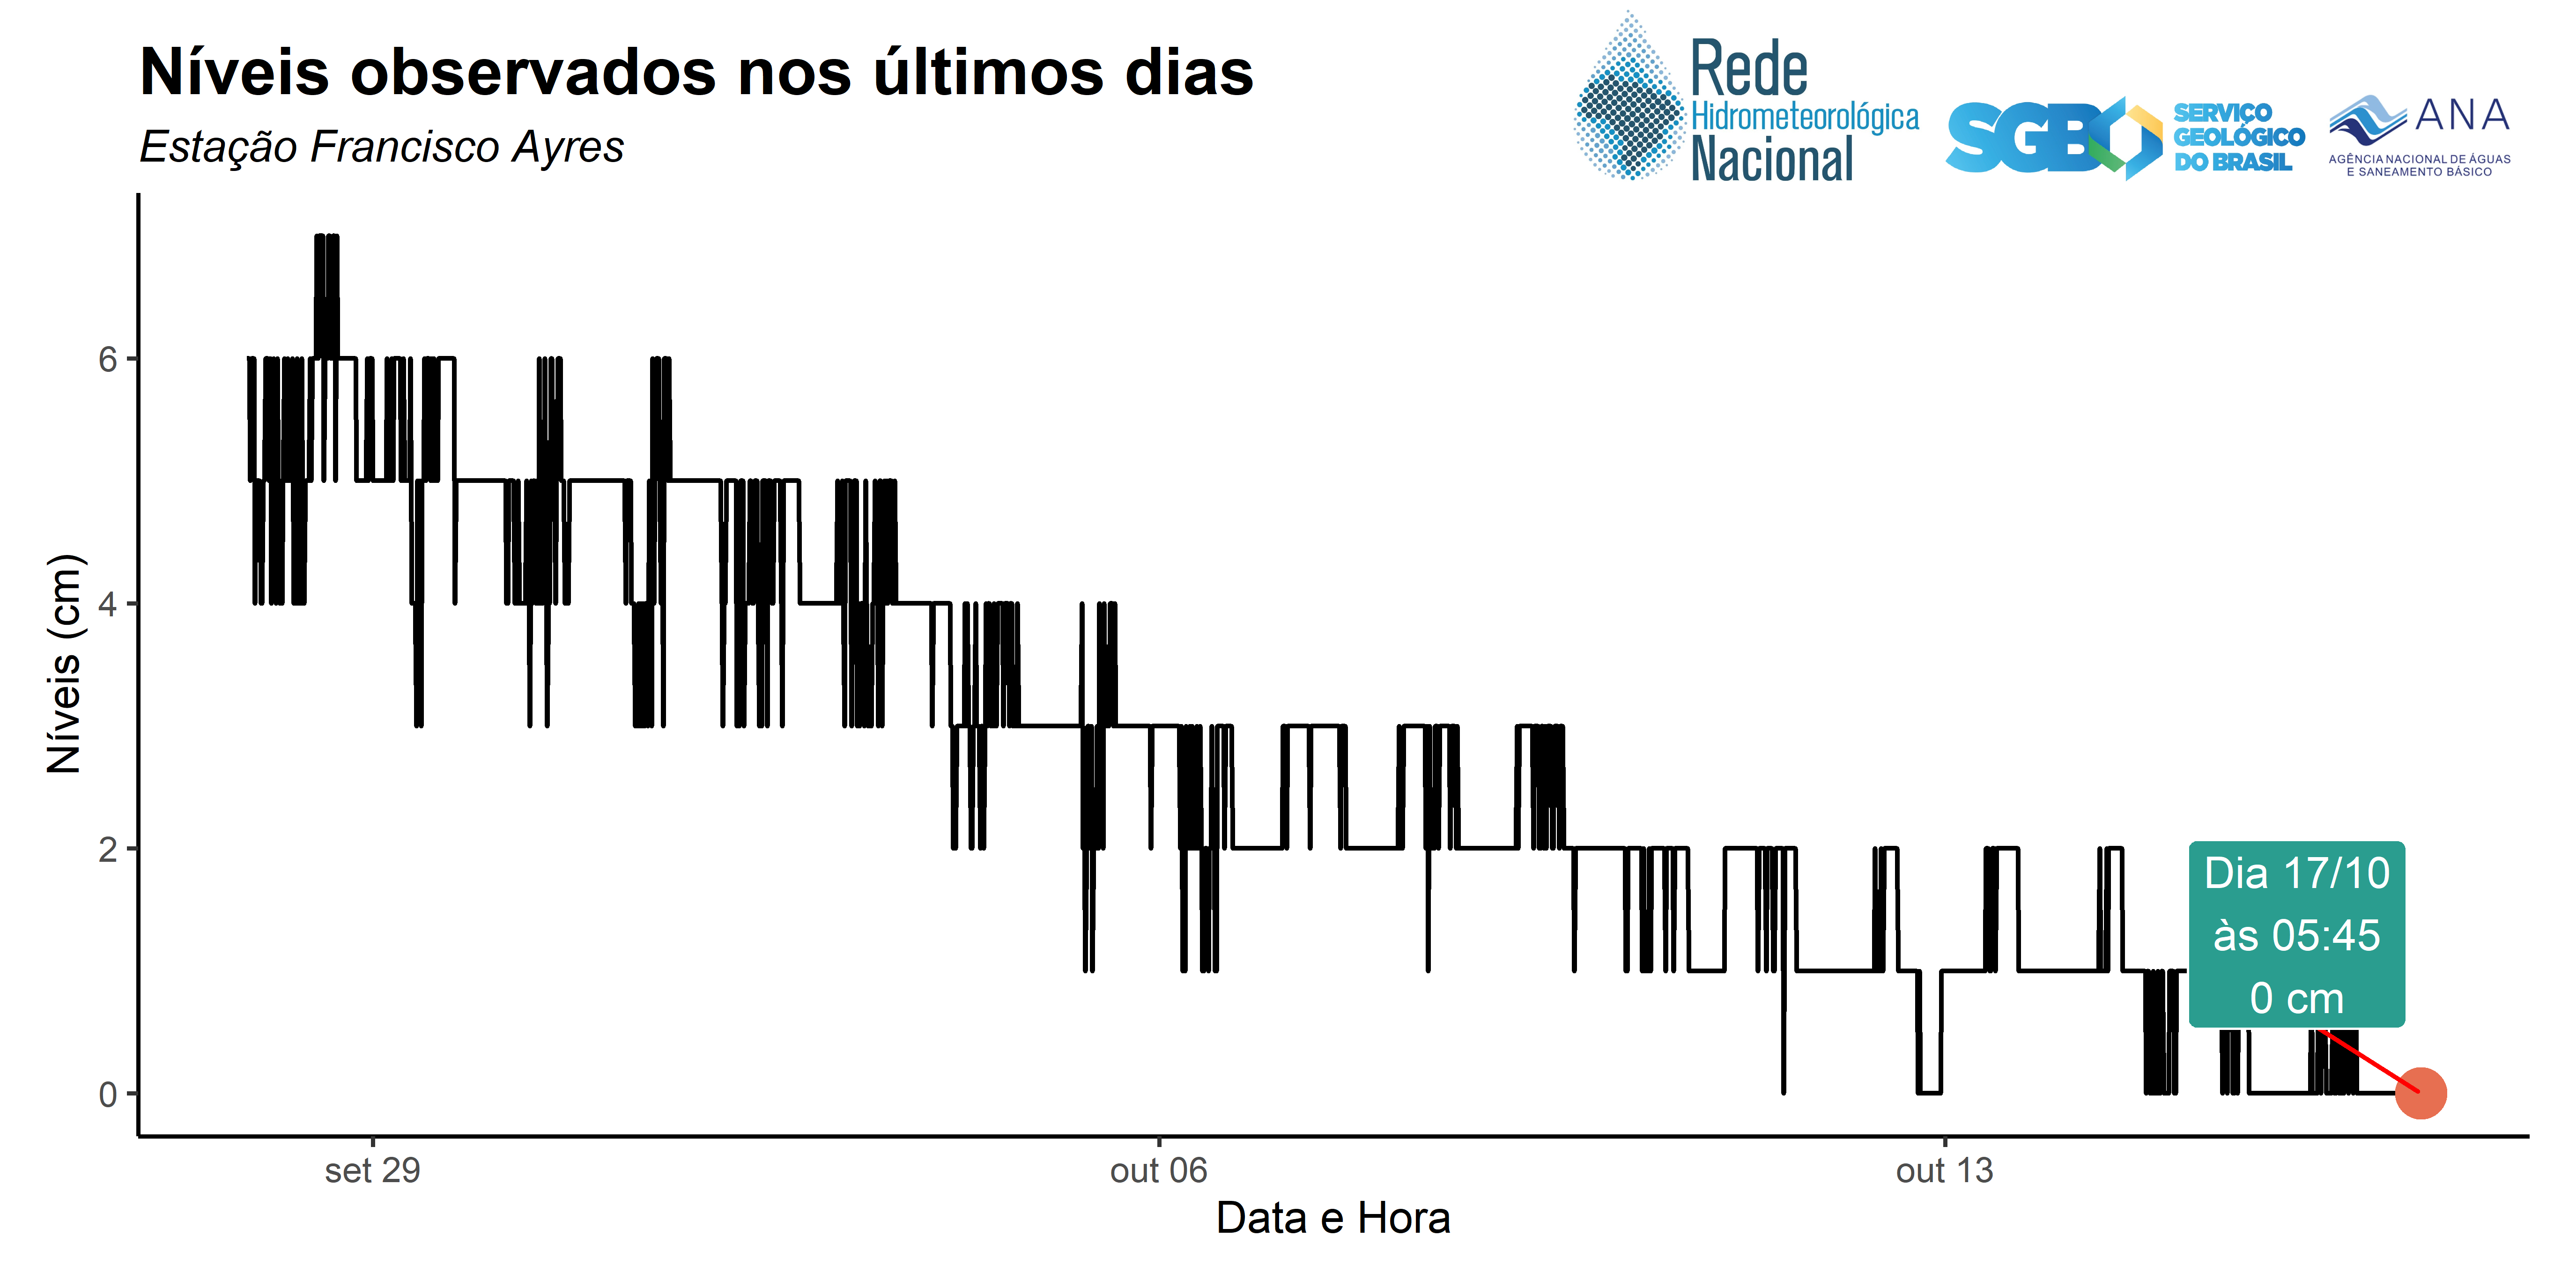 Níveis observados nos últimos dias
Estação Francisco Ayres
Rede
Hidrometeorológica
Nacional
SGB
SERVIÇO
GEOLÓGICO
DO BRASIL
ANA
AGÊNCIA NACIONAL DE ÁGUAS
E SANEAMENTO BÁSICO
Níveis (cm)
6
4
2
0
Dia 17/10
às 05:45
0 cm
set 29
out 06
out 13
Data e Hora